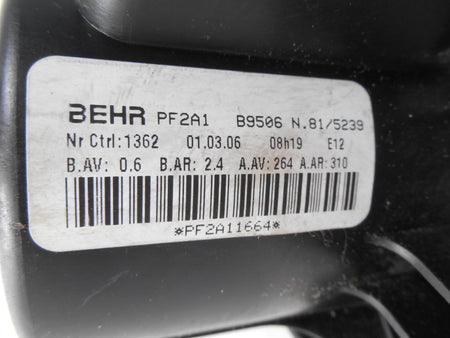 BEHR PF2A1 B9506 N.81/5239
Nr Ctrl:1362 01.03.06 08h19 E12
B.AV: 0.6 B.AR: 2.4 A.AV: 264 A.AR: 310
*PF2A11664*